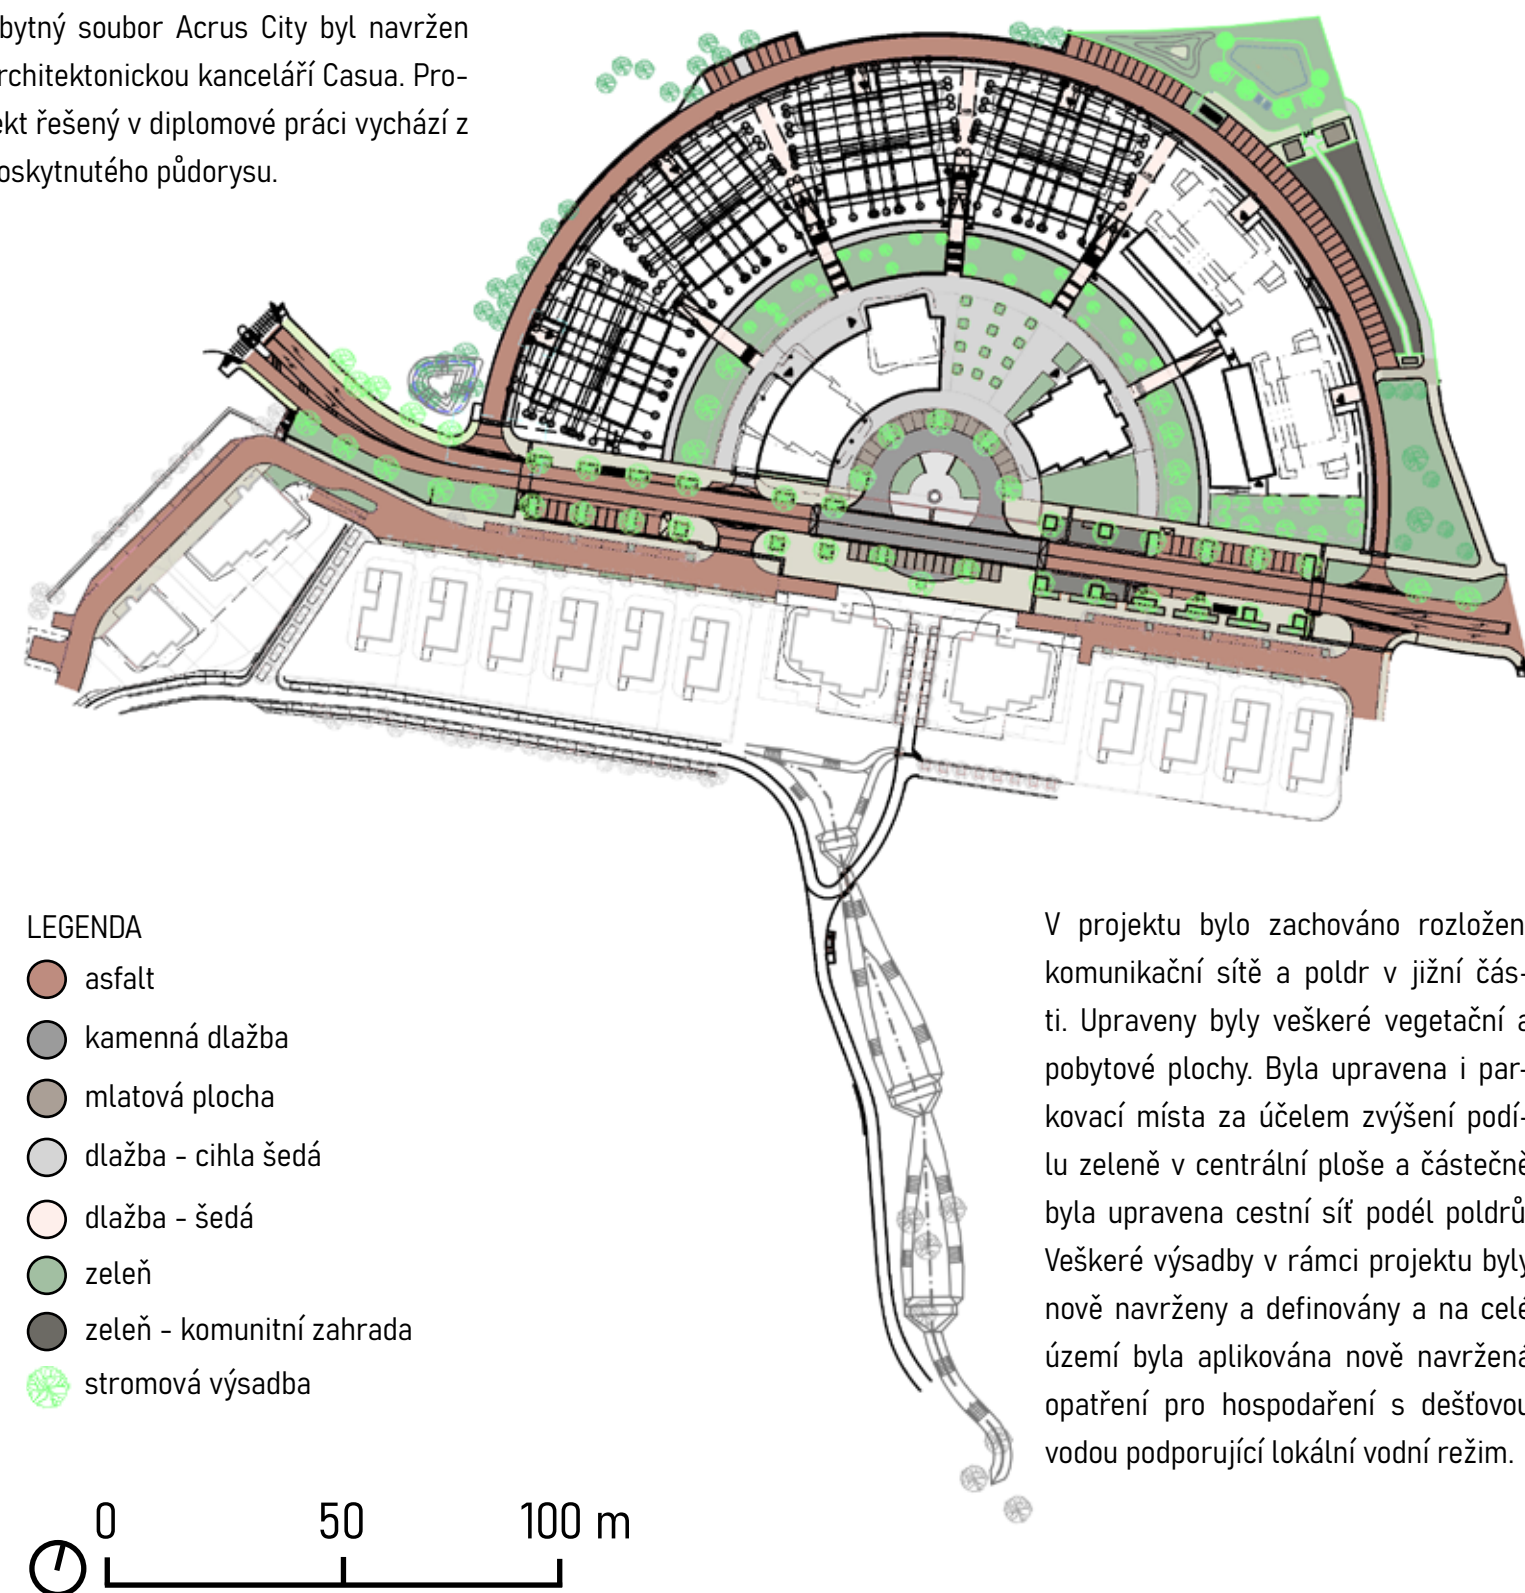 bytný soubor Acrus City byl navržen
rchitektonickou kanceláří Casua. Pro-
ekt řešený v diplomové práci vychází z
oskytnutého půdorysu.
LEGENDA
asfalt
kamenná dlažba
mlatová plocha
dlažba - cihla šedá
dlažba - šedá
zeleň
zeleň - komunitní zahrada
stromová výsadba
0 50 100 m
V projektu bylo zachováno rozložen
komunikační sítě a poldr v jižní čás-
ti. Upraveny byly veškeré vegetační a
pobytové plochy. Byla upravena i par-
kovací místa za účelem zvýšení podí-
lu zeleně v centrální ploše a částečně
byla upravena cestní síť podél poldrů
Veškeré výsadby v rámci projektu byly
nově navrženy a definovány a na celé
území byla aplikována nově navržená
opatření pro hospodaření s dešťovou
vodou podporující lokální vodní režim.